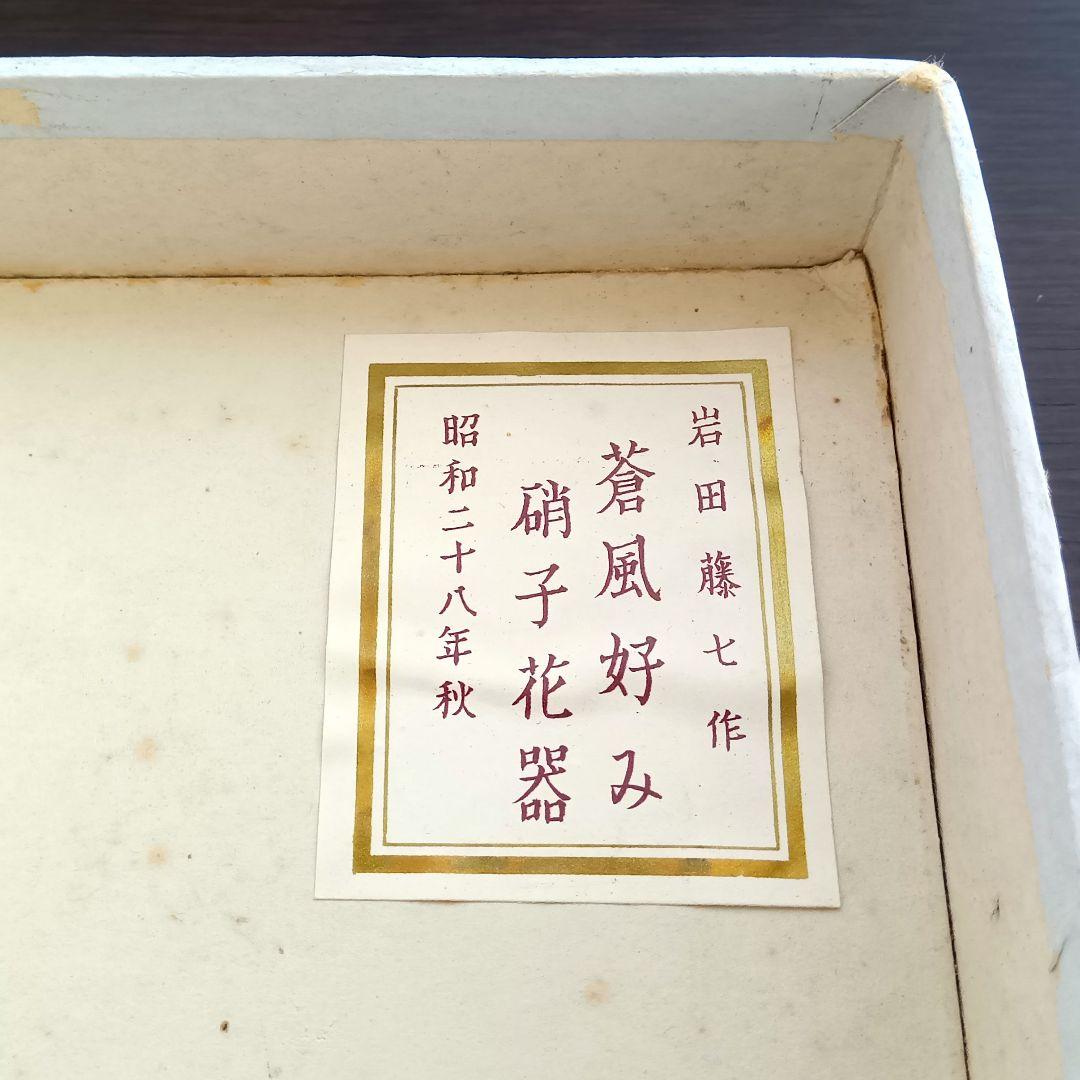 岩田藤七作
蒼風好み
硝子花器
昭和二十八年秋